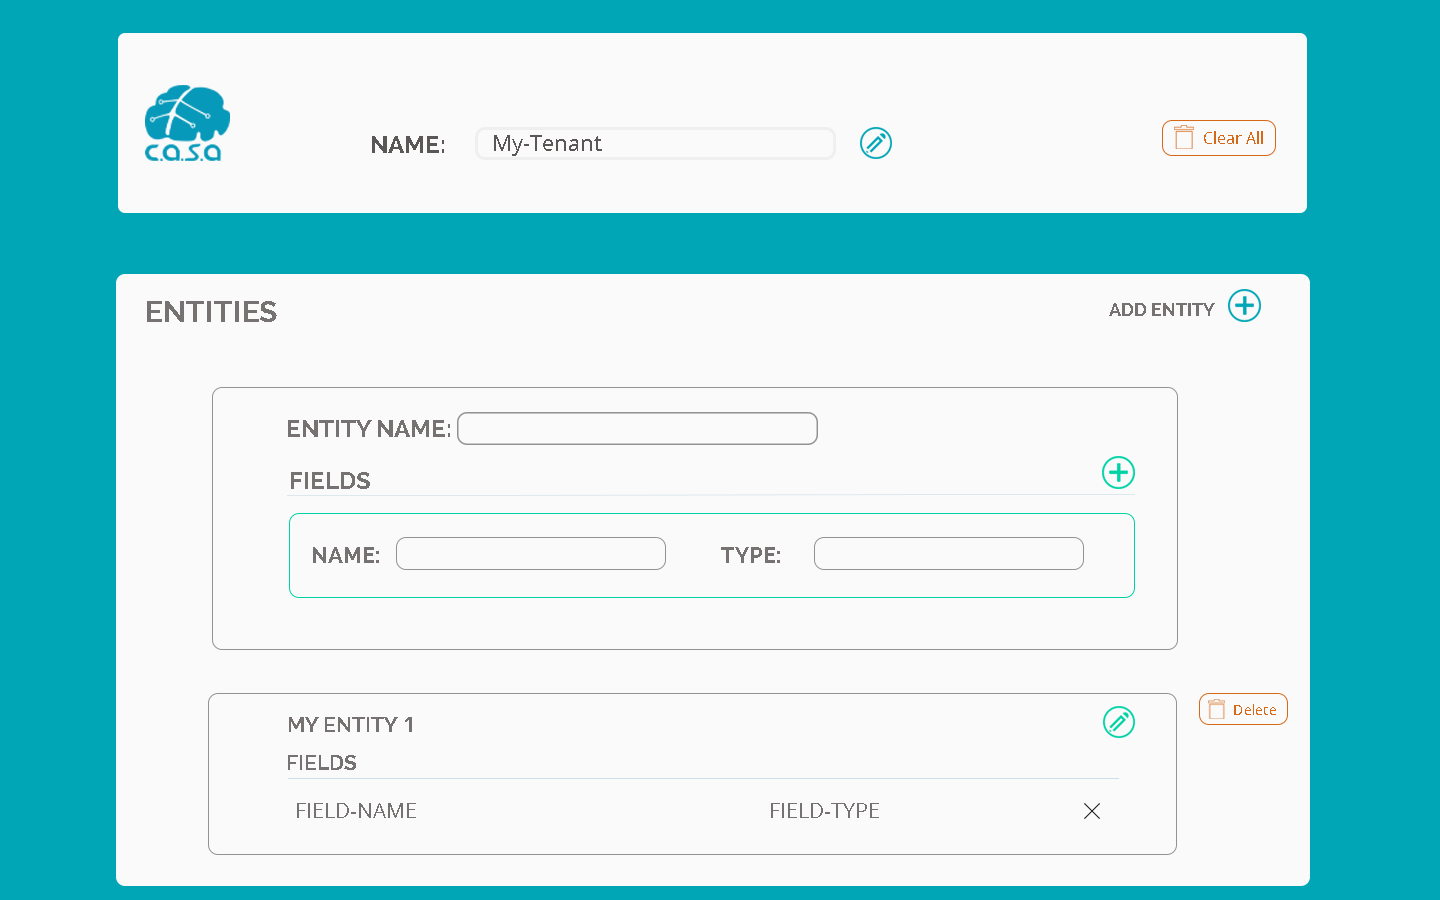 c.a.s.a
NAME: My-Tenant Clear All
ENTITIES ADD ENTITY
ENTITY NAME:
FIELDS
NAME: TYPE:
MY ENTITY 1 Delete
FIELDS
FIELD-NAME FIELD-TYPE